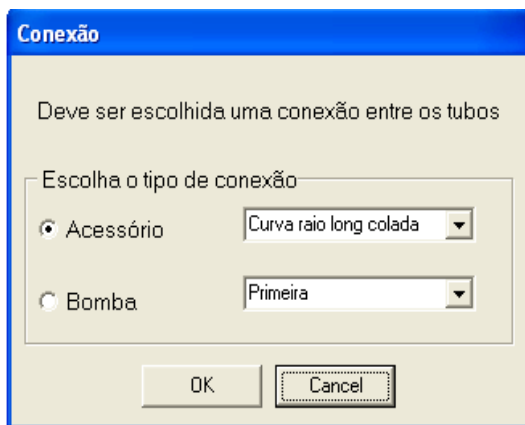 Conexão
Deve ser escolhida uma conexão entre os tubos
Escolha o tipo de conexão
Acessório
Curva raio long colada
Bomba
Primeira
OK
Cancel